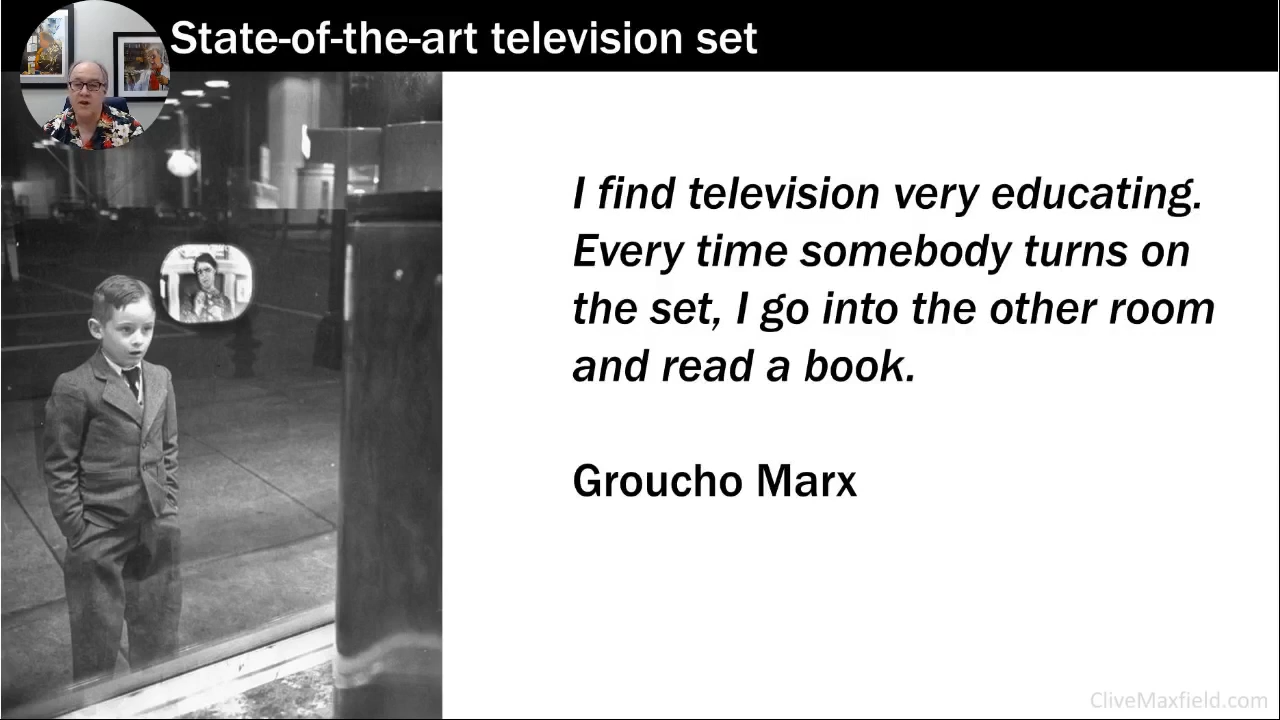 State-of-the-art television set
I find television very educating.
Every time somebody turns on
the set, I go into the other room
and read a book.
Groucho Marx
CliveMaxfield.com